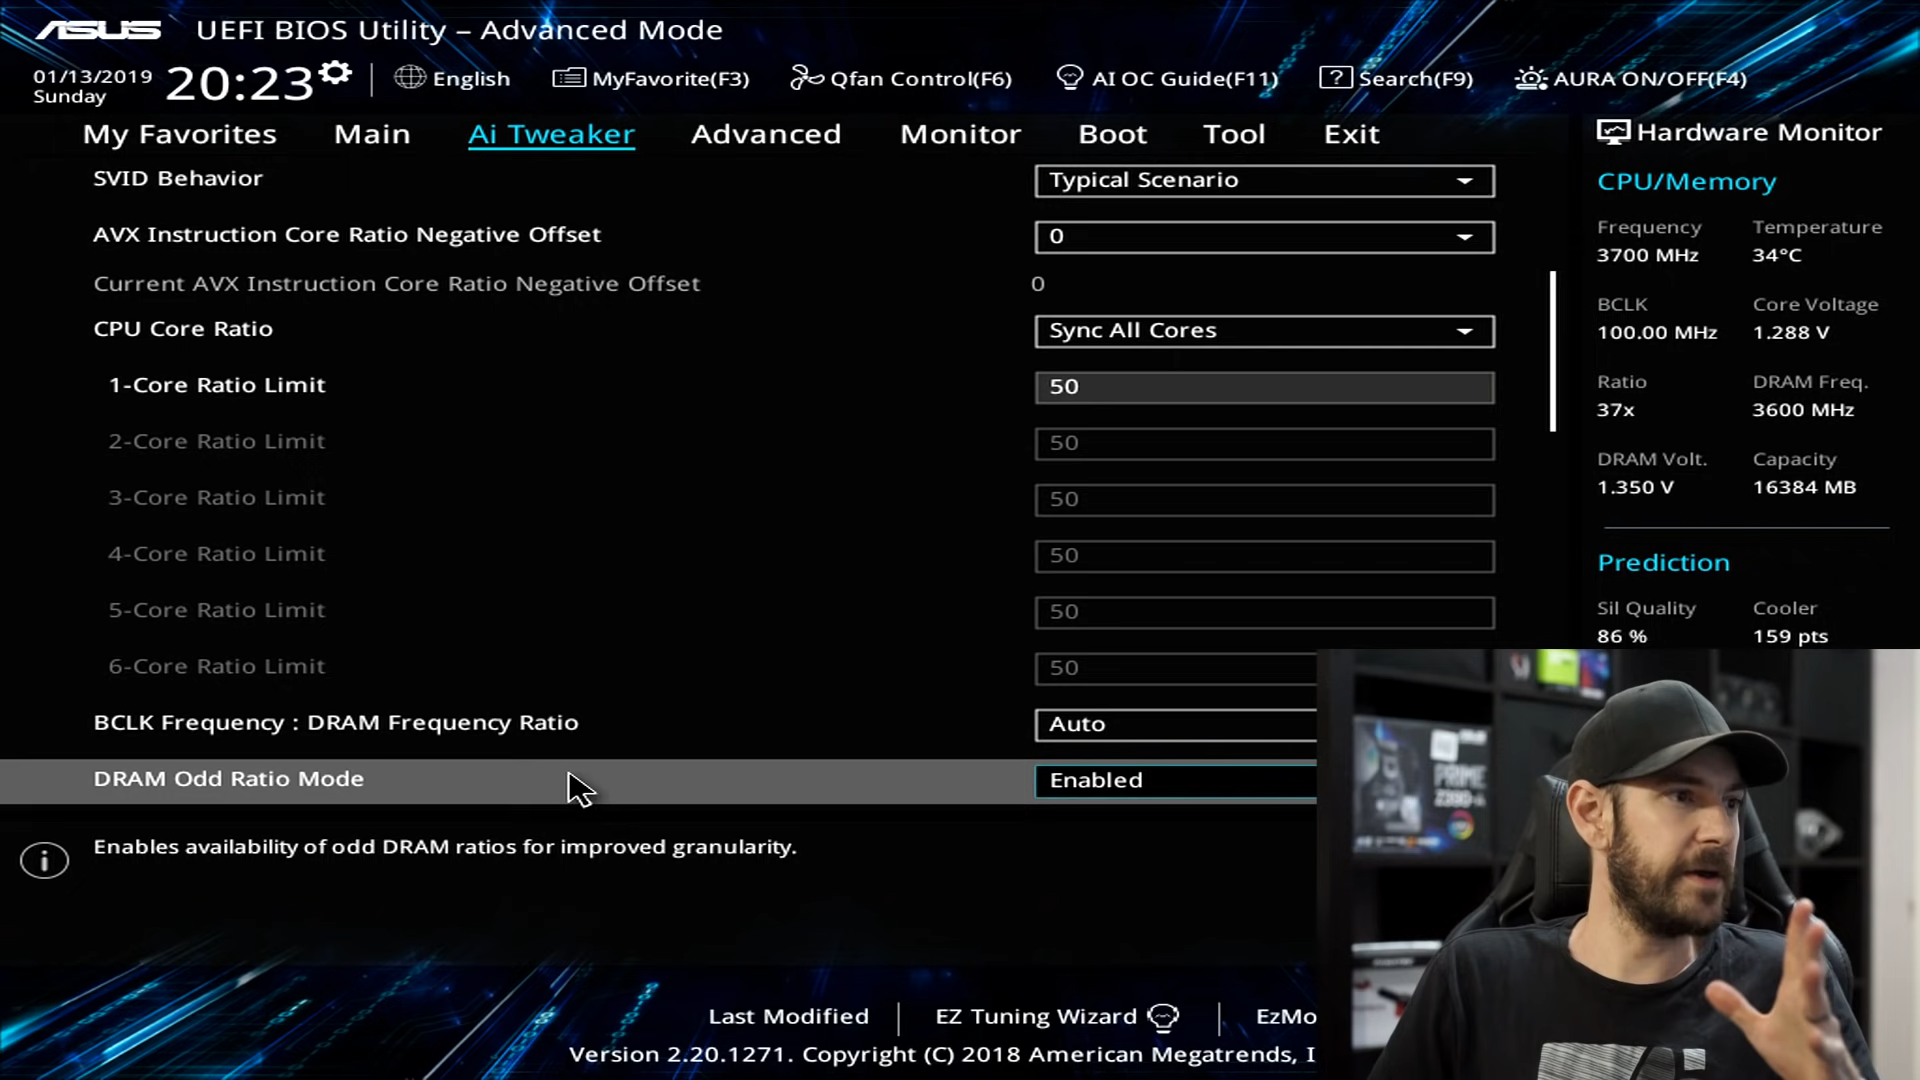 ASUS UEFI BIOS Utility – Advanced Mode
01/13/2019
Sunday
20:23
English
MyFavorite(F3)
Qfan Control(F6)
AI OC Guide(F11)
Search(F9)
AURA ON/OFF(F4)
My Favorites Main Ai Tweaker Advanced Monitor Boot Tool Exit
SVID Behavior Typical Scenario
AVX Instruction Core Ratio Negative Offset 0
Current AVX Instruction Core Ratio Negative Offset 0
CPU Core Ratio Sync All Cores
1-Core Ratio Limit 50
2-Core Ratio Limit 50
3-Core Ratio Limit 50
4-Core Ratio Limit 50
5-Core Ratio Limit 50
6-Core Ratio Limit 50
BCLK Frequency : DRAM Frequency Ratio Auto
DRAM Odd Ratio Mode Enabled
Enables availability of odd DRAM ratios for improved granularity.
Hardware Monitor
CPU/Memory
Frequency Temperature
3700 MHz 34°C
BCLK Core Voltage
100.00 MHz 1.288 V
Ratio DRAM Freq.
37x 3600 MHz
DRAM Volt. Capacity
1.350 V 16384 MB
Prediction
Sil Quality Cooler
86 % 159 pts
PRIME
Z390-A
Last Modified EZ Tuning Wizard EzMo
Version 2.20.1271. Copyright (C) 2018 American Megatrends, I